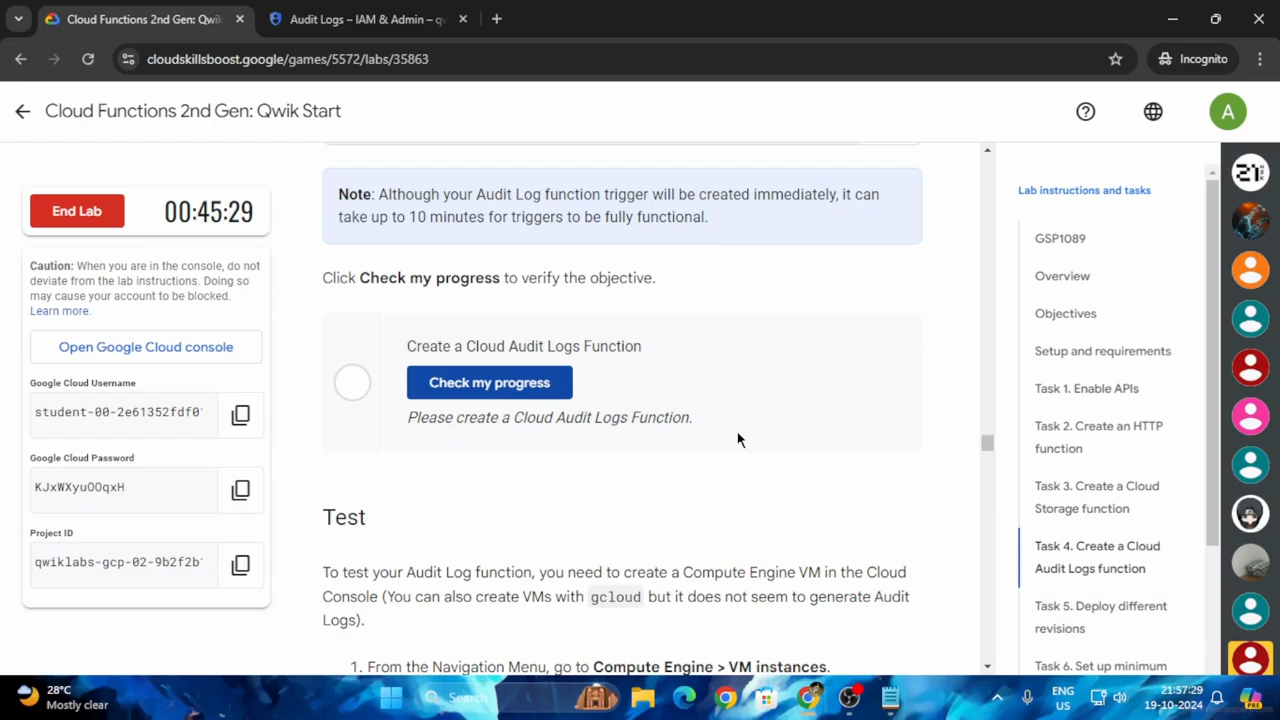 Cloud Functions 2nd Gen: Qwik
Audit Logs – IAM & Admin – qw
cloudskillsboost.google/games/5572/labs/35863
Incognito
Cloud Functions 2nd Gen: Qwik Start
A
End Lab
00:45:29
Caution: When you are in the console, do not
deviate from the lab instructions. Doing so
may cause your account to be blocked.
Learn more.
Open Google Cloud console
Google Cloud Username
student-00-2e61352fdf0
Google Cloud Password
KJxWXyuOOqxH
Project ID
qwiklabs-gcp-02-9b2f2b
Note: Although your Audit Log function trigger will be created immediately, it can
take up to 10 minutes for triggers to be fully functional.
Click Check my progress to verify the objective.
Create a Cloud Audit Logs Function
Check my progress
Please create a Cloud Audit Logs Function.
Test
To test your Audit Log function, you need to create a Compute Engine VM in the Cloud
Console (You can also create VMs with gcloud but it does not seem to generate Audit
Logs).
1. From the Navigation Menu, go to Compute Engine > VM instances.
Lab instructions and tasks
GSP1089
Overview
Objectives
Setup and requirements
Task 1. Enable APIs
Task 2. Create an HTTP
function
Task 3. Create a Cloud
Storage function
Task 4. Create a Cloud
Audit Logs function
Task 5. Deploy different
revisions
Task 6. Set up minimum
28°C
Mostly clear
Search
ENG
US
21:57:29
19-10-2024
PRE